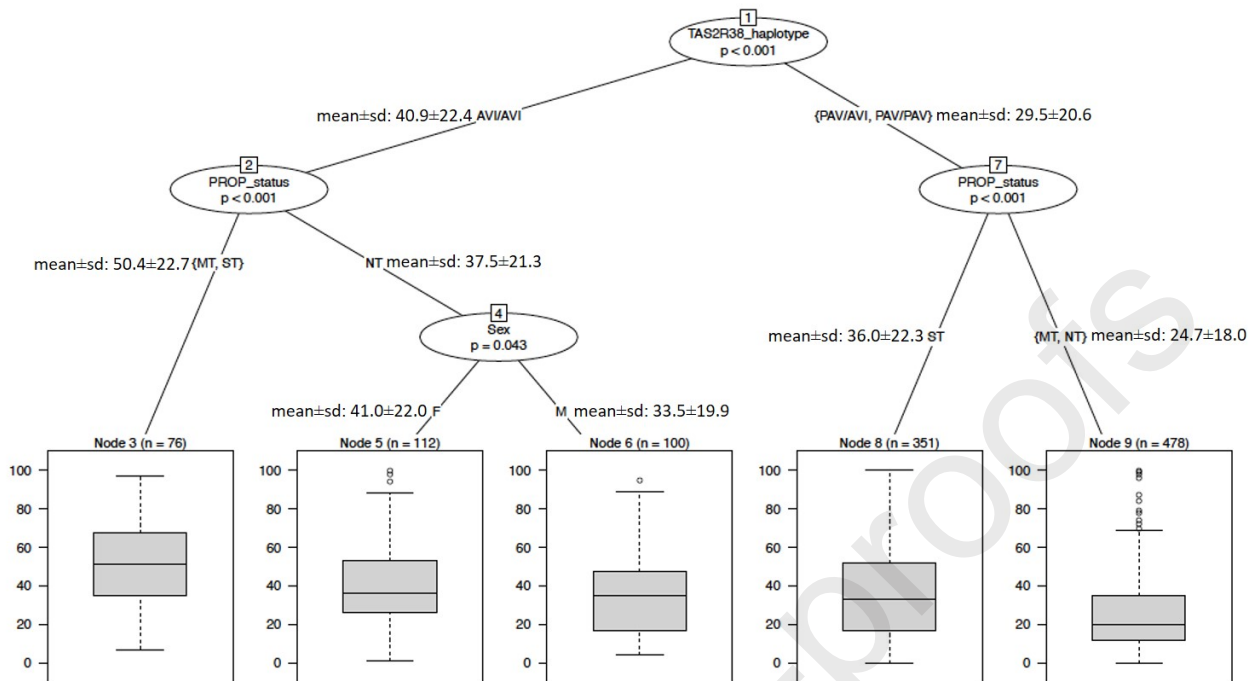 1
TAS2R38_haplotype
p < 0.001
mean±sd: 40.9±22.4 AVI/AVI
{PAV/AVI, PAV/PAV} mean±sd: 29.5±20.6
2
PROP_status
p < 0.001
7
PROP_status
p < 0.001
mean±sd: 50.4±22.7 {MT, ST}
NT mean±sd: 37.5±21.3
4
Sex
p = 0.043
mean±sd: 36.0±22.3 ST
{MT, NT} mean±sd: 24.7±18.0
mean±sd: 41.0±22.0 F
M mean±sd: 33.5±19.9
Node 3 (n = 76)
100
80
60
40
20
0
Node 5 (n = 112)
100
80
60
40
20
0
Node 6 (n = 100)
100
80
60
40
20
0
Node 8 (n = 351)
100
80
60
40
20
0
Node 9 (n = 478)
100
80
60
40
20
0
proofs